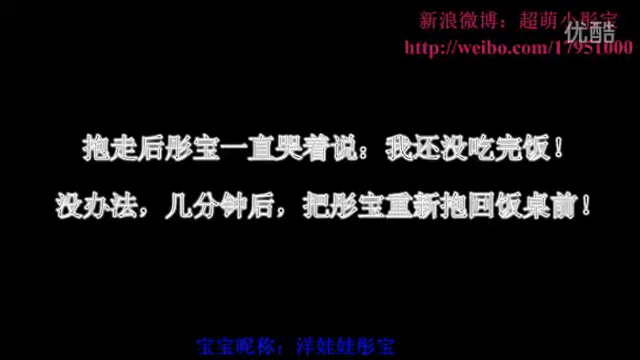 新浪微博：超萌小彤宝
优酷
http://weibo.com/17951000
抱走后彤宝一直哭着说：我还没吃完饭！
没办法，几分钟后，把彤宝重新抱回饭桌前！
宝宝昵称：洋娃娃彤宝